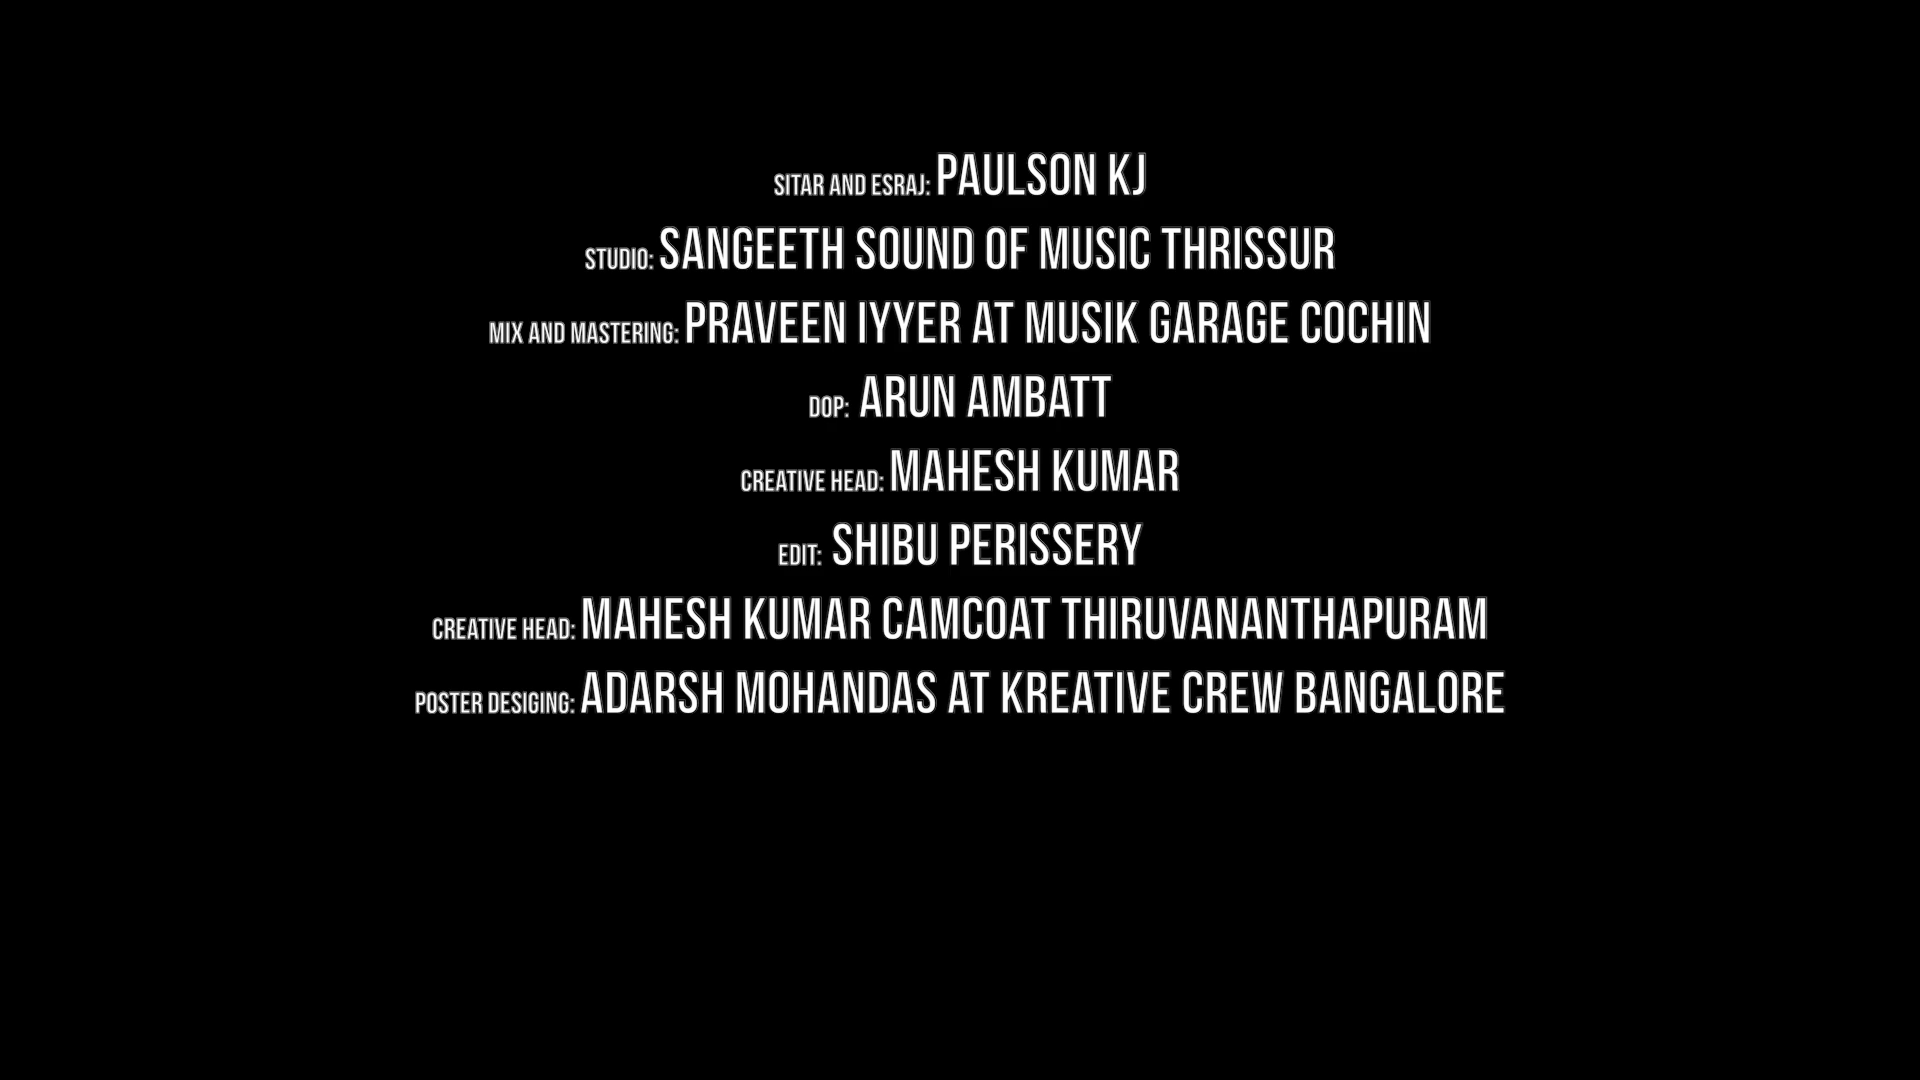 SITAR AND ESRAJ: PAULSON KJ
STUDIO: SANGEETH SOUND OF MUSIC THRISSUR
MIX AND MASTERING: PRAVEEN IYYER AT MUSIK GARAGE COCHIN
DOP: ARUN AMBATT
CREATIVE HEAD: MAHESH KUMAR
EDIT: SHIBU PERISSERY
CREATIVE HEAD: MAHESH KUMAR CAMCOAT THIRUVANANTHAPURAM
POSTER DESIGING: ADARSH MOHANDAS AT KREATIVE CREW BANGALORE